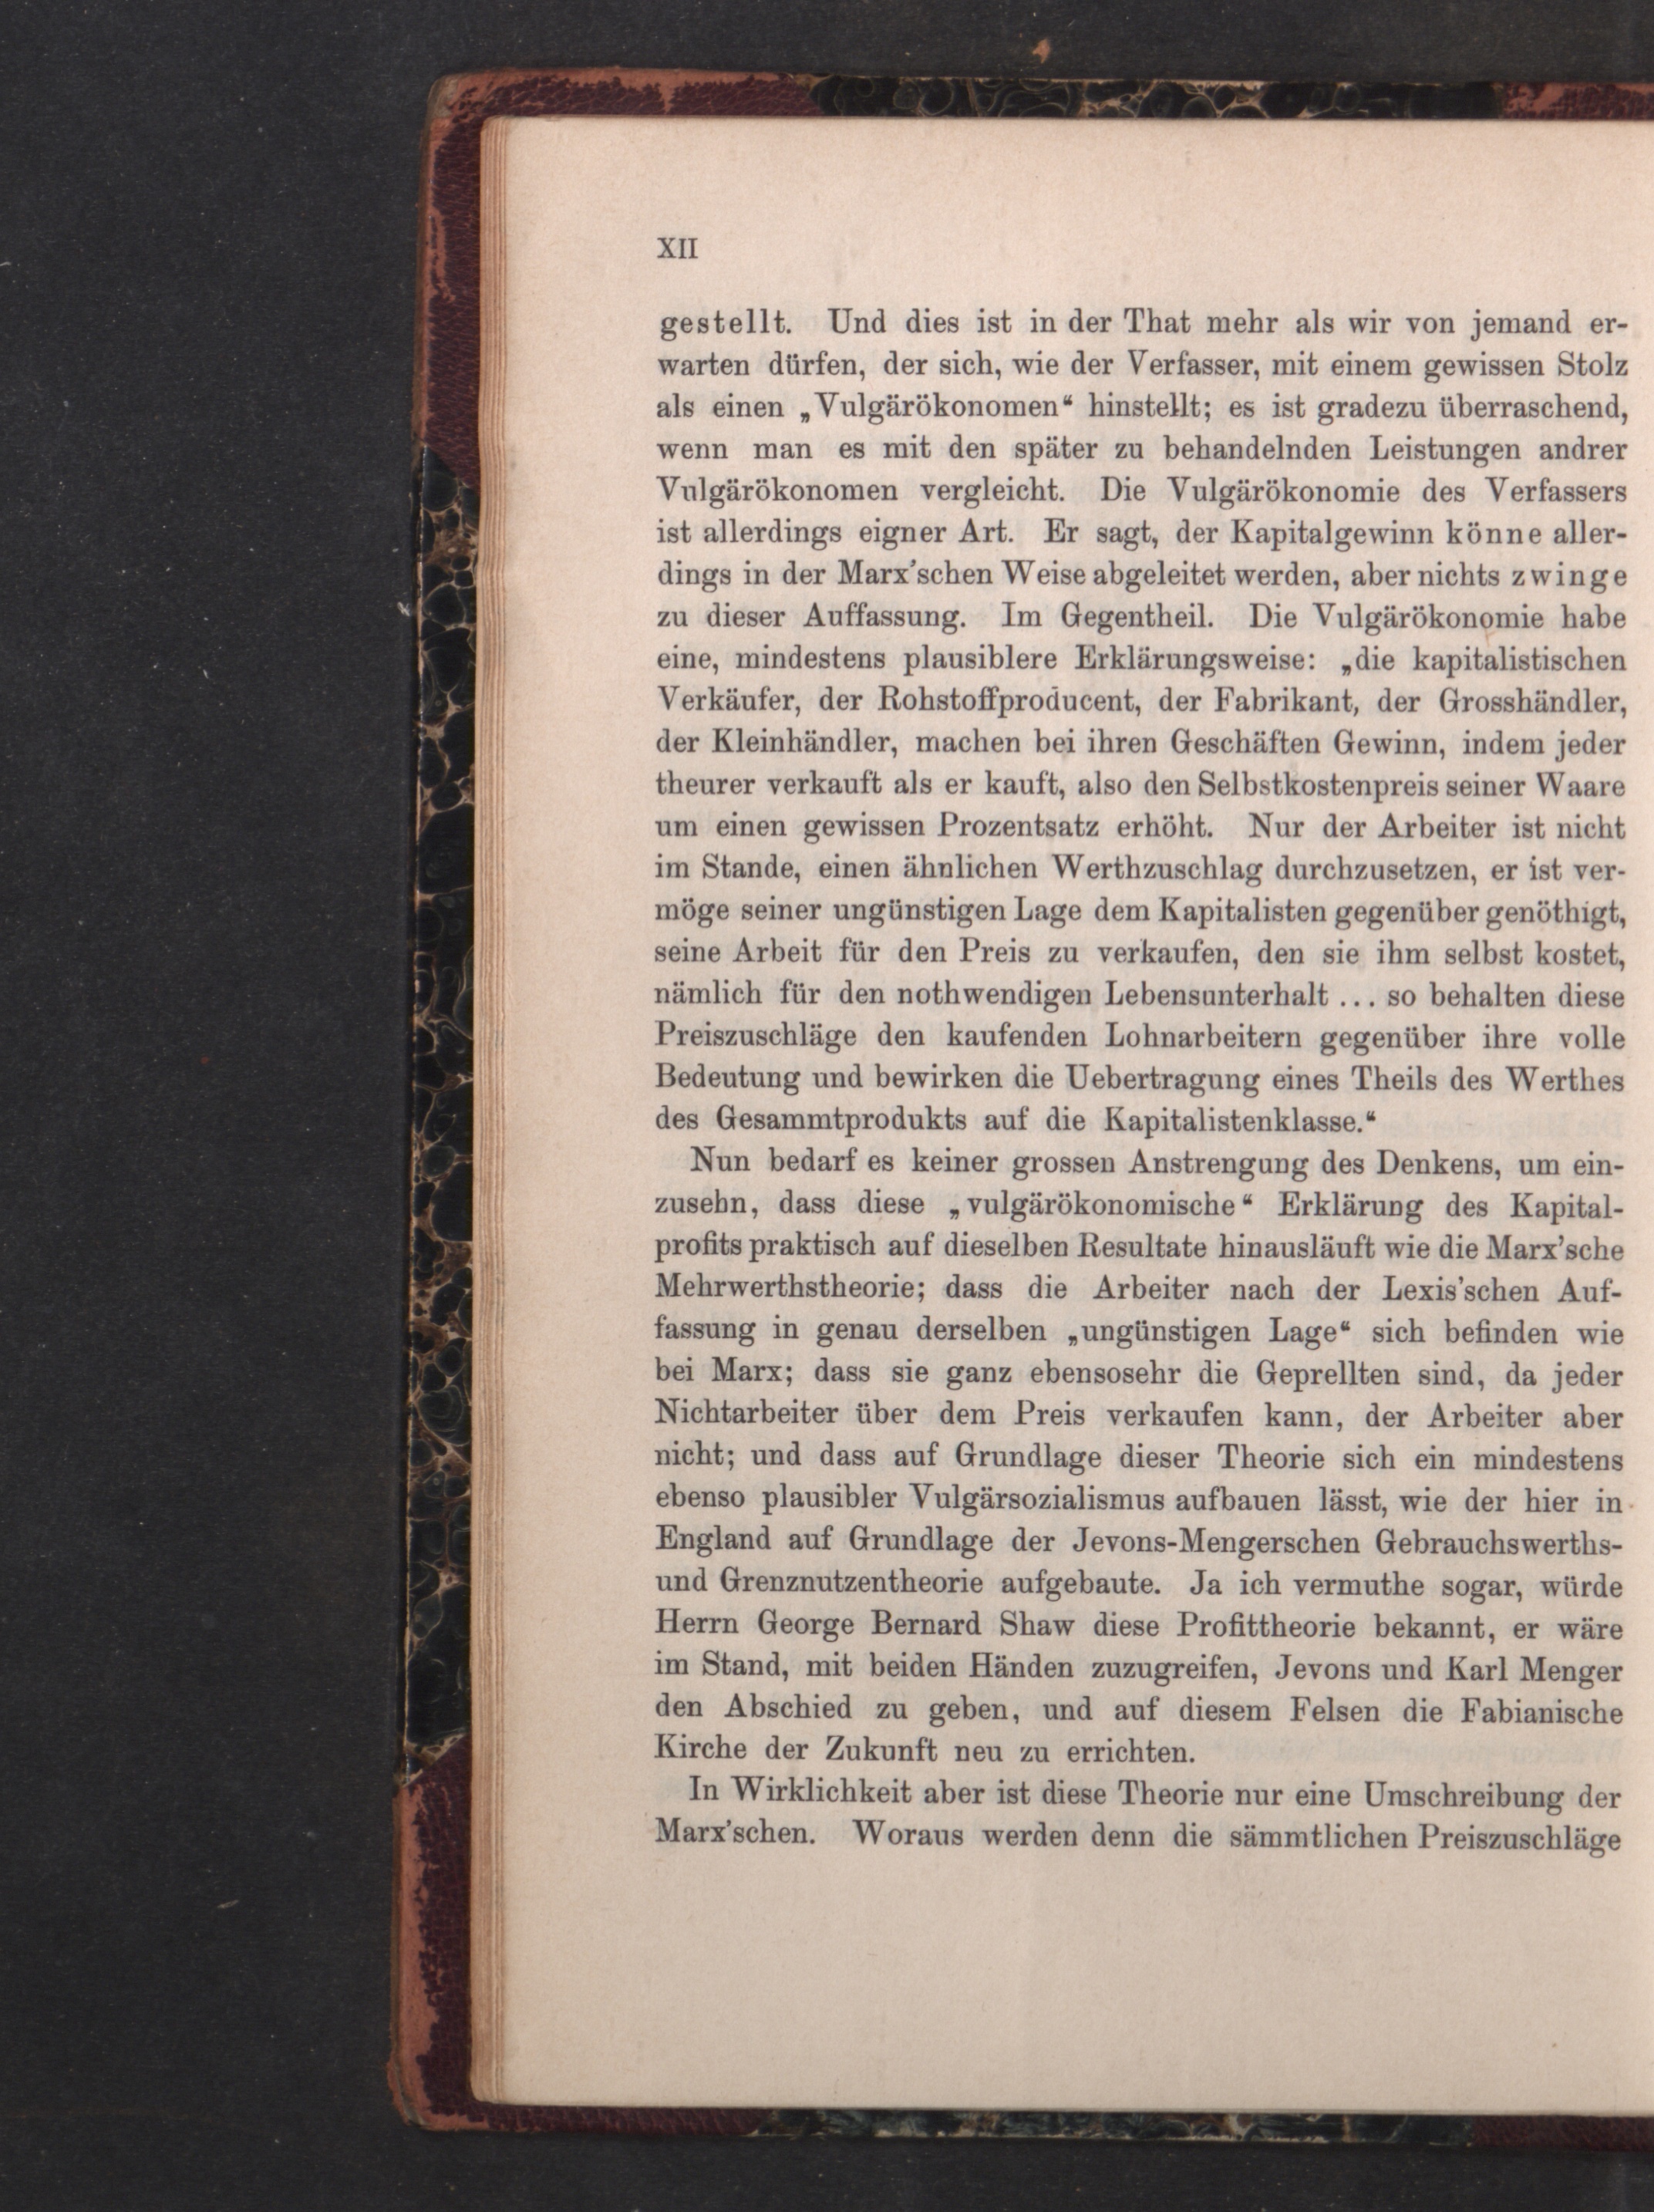 XII
gestellt. Und dies ist in der That mehr als wir von jemand er-
warten dürfen, der sich, wie der Verfasser, mit einem gewissen Stolz
als einen „Vulgärökonomen“ hinstellt; es ist gradezu überraschend,
wenn man es mit den später zu behandelnden Leistungen andrer
Vulgärökonomen vergleicht. Die Vulgärökonomie des Verfassers
ist allerdings eigner Art. Er sagt, der Kapitalgewinn könne aller-
dings in der Marx'schen Weise abgeleitet werden, aber nichts zwinge
zu dieser Auffassung. Im Gegentheil. Die Vulgärökonomie habe
eine, mindestens plausiblere Erklärungsweise: „die kapitalistischen
Verkäufer, der Rohstoffproducent, der Fabrikant, der Grosshändler,
der Kleinhändler, machen bei ihren Geschäften Gewinn, indem jeder
theurer verkauft als er kauft, also den Selbstkostenpreis seiner Waare
um einen gewissen Prozentsatz erhöht. Nur der Arbeiter ist nicht
im Stande, einen ähnlichen Werthzuschlag durchzusetzen, er ist ver-
möge seiner ungünstigen Lage dem Kapitalisten gegenüber genöthigt,
seine Arbeit für den Preis zu verkaufen, den sie ihm selbst kostet,
nämlich für den nothwendigen Lebensunterhalt ... so behalten diese
Preiszuschläge den kaufenden Lohnarbeitern gegenüber ihre volle
Bedeutung und bewirken die Uebertragung eines Theils des Werthes
des Gesammtprodukts auf die Kapitalistenklasse.“
Nun bedarf es keiner grossen Anstrengung des Denkens, um ein-
zusehn, dass diese „vulgärökonomische“ Erklärung des Kapital-
profits praktisch auf dieselben Resultate hinausläuft wie die Marx'sche
Mehrwerthstheorie; dass die Arbeiter nach der Lexis'schen Auf-
fassung in genau derselben „ungünstigen Lage“ sich befinden wie
bei Marx; dass sie ganz ebensosehr die Geprellten sind, da jeder
Nichtarbeiter über dem Preis verkaufen kann, der Arbeiter aber
nicht; und dass auf Grundlage dieser Theorie sich ein mindestens
ebenso plausibler Vulgärsozialismus aufbauen lässt, wie der hier in
England auf Grundlage der Jevons-Mengerschen Gebrauchswerths-
und Grenznutzentheorie aufgebaute. Ja ich vermuthe sogar, würde
Herrn George Bernard Shaw diese Profittheorie bekannt, er wäre
im Stand, mit beiden Händen zuzugreifen, Jevons und Karl Menger
den Abschied zu geben, und auf diesem Felsen die Fabianische
Kirche der Zukunft neu zu errichten.
In Wirklichkeit aber ist diese Theorie nur eine Umschreibung der
Marx'schen. Woraus werden denn die sämmtlichen Preiszuschläge